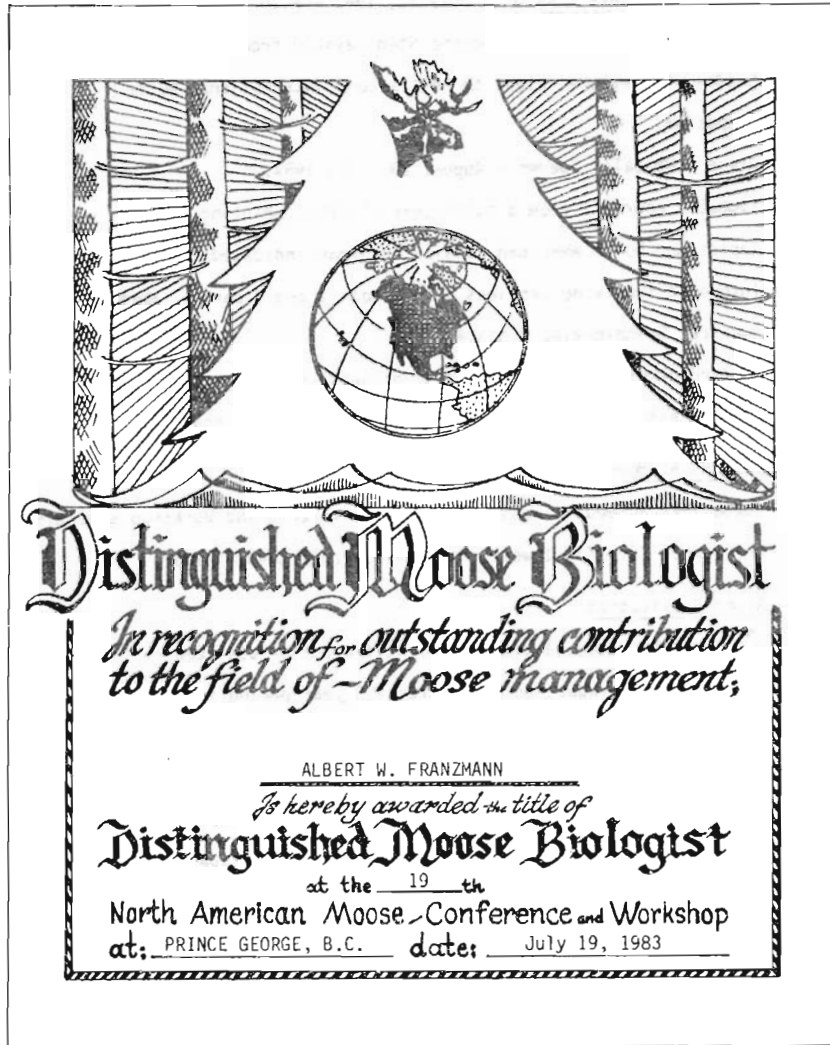 Distinguished Moose Biologist
In recognition for outstanding contribution
to the field of - Moose management;
ALBERT W. FRANZMANN
Is hereby awarded the title of
Distinguished Moose Biologist
at the 19 th
North American Moose - Conference and Workshop
at: PRINCE GEORGE, B.C. date: July 19, 1983